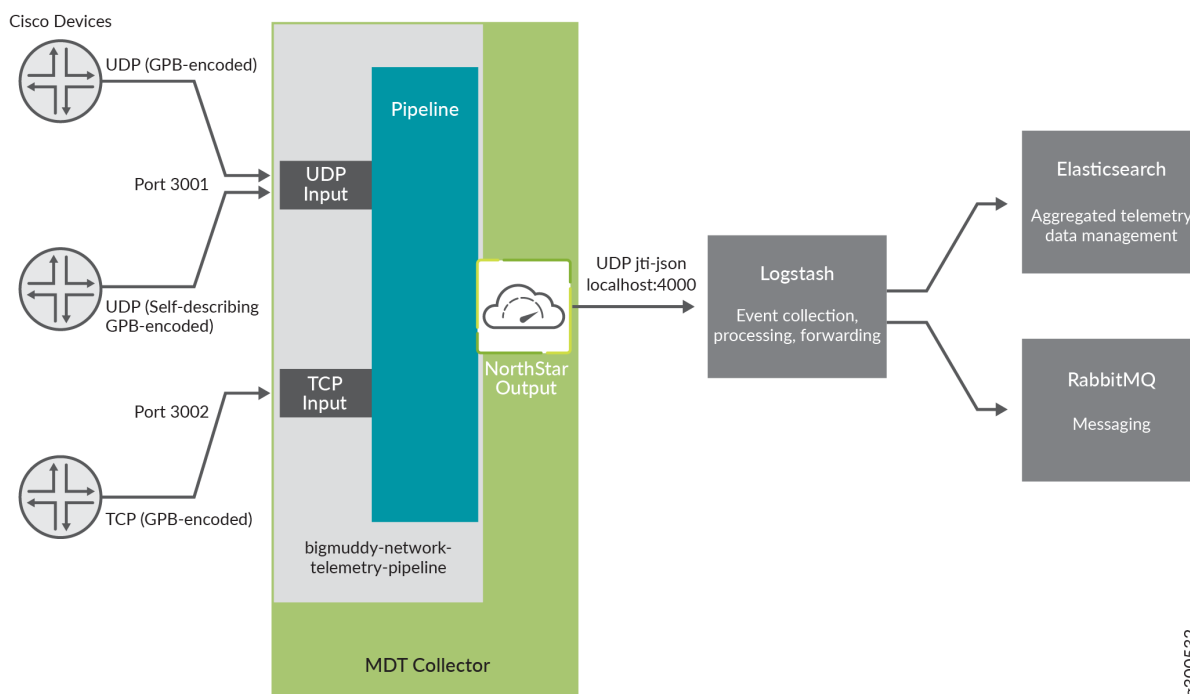 Cisco Devices
UDP (GPB-encoded)
Port 3001
UDP (Self-describing
GPB-encoded)
Port 3002
TCP (GPB-encoded)
Pipeline
UDP
Input
TCP
Input
bigmuddy-network-
telemetry-pipeline
NorthStar
Output
MDT Collector
UDP jti-json
localhost:4000
Logstash
Event collection,
processing, forwarding
Elasticsearch
Aggregated telemetry
data management
RabbitMQ
Messaging